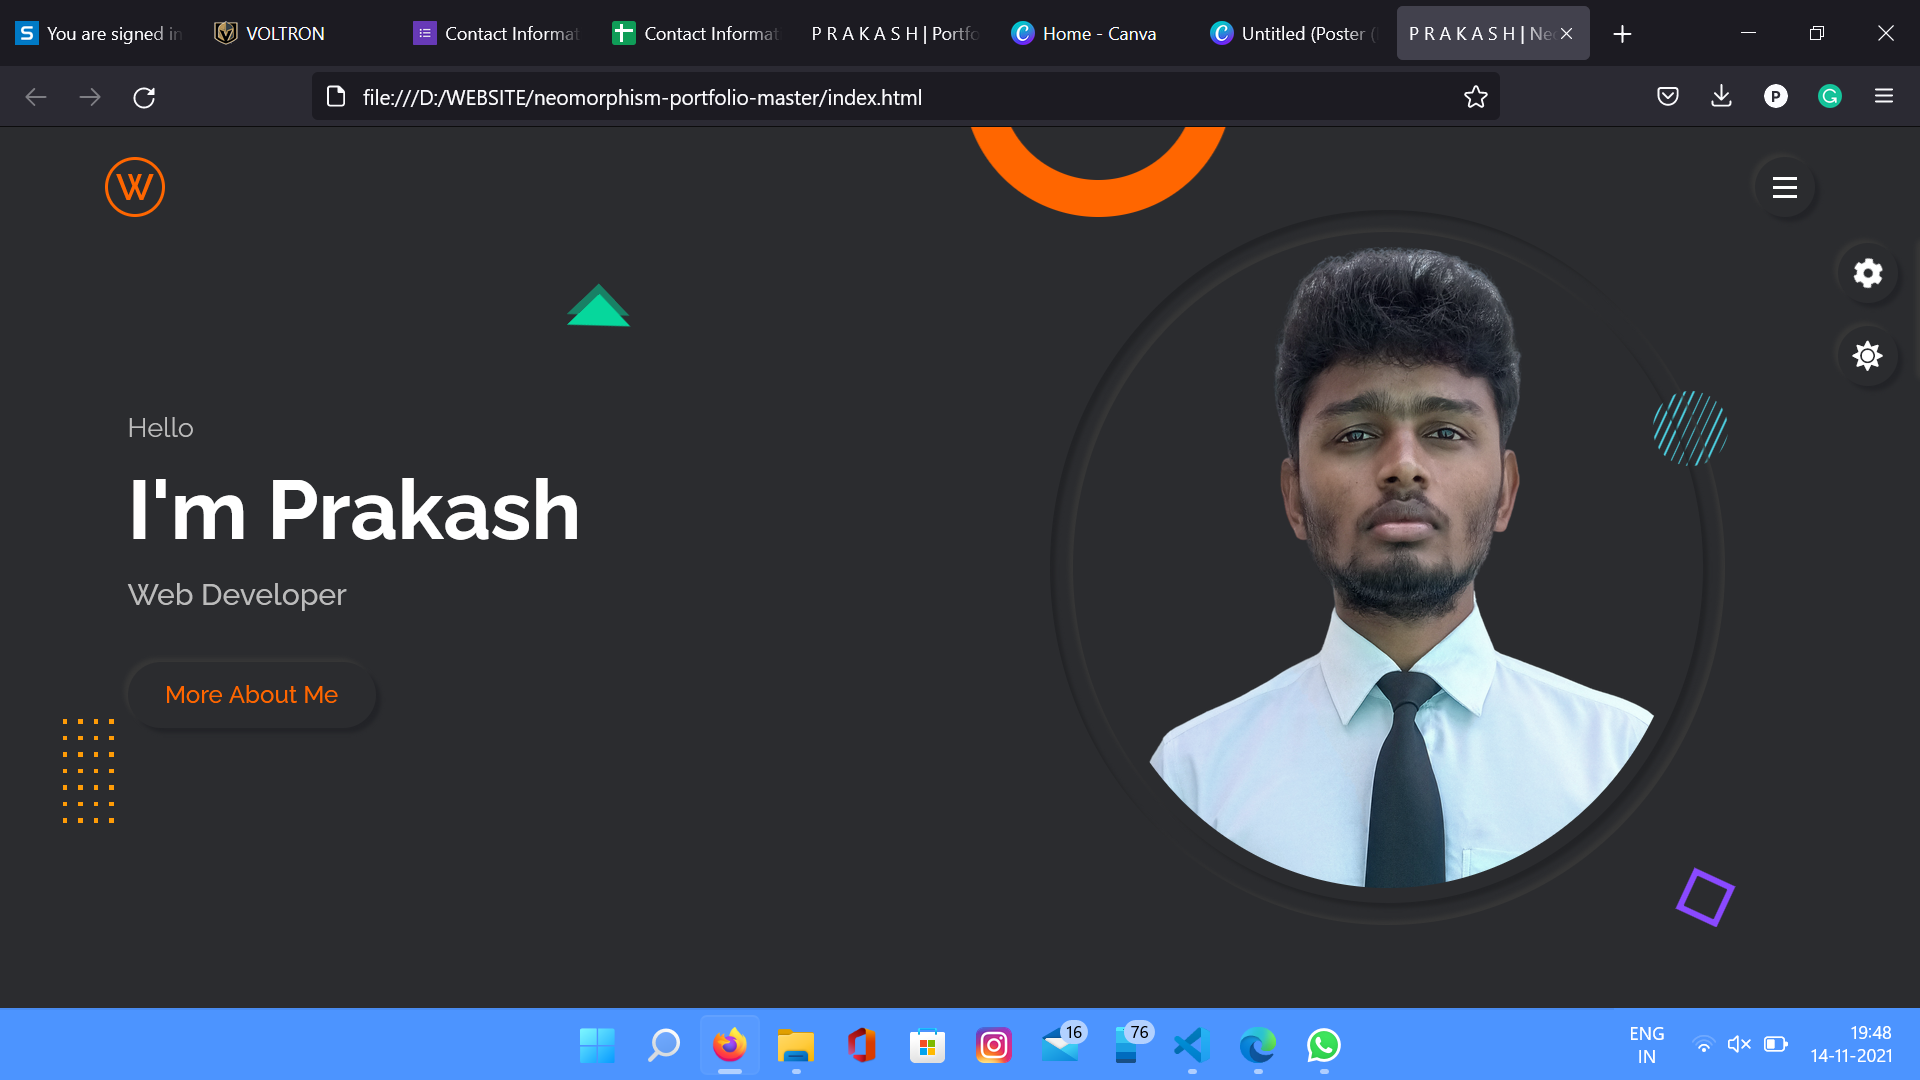 You are signed in
VOLTRON
Contact Informat
Contact Informat
P R A K A S H | Portfo
Home - Canva
Untitled (Poster (
P R A K A S H | Neo
file:///D:/WEBSITE/neomorphism-portfolio-master/index.html
W
Hello
I'm Prakash
Web Developer
More About Me
16
76
ENG
IN
19:48
14-11-2021